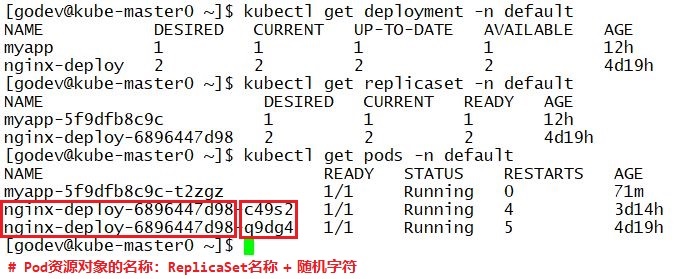 [godev@kube-master0 ~]$ kubectl get deployment -n default
NAME DESIRED CURRENT UP-TO-DATE AVAILABLE AGE
myapp 1 1 1 1 12h
nginx-deploy 2 2 2 2 4d19h
[godev@kube-master0 ~]$ kubectl get replicaset -n default
NAME DESIRED CURRENT READY AGE
myapp-5f9dfb8c9c 1 1 1 12h
nginx-deploy-6896447d98 2 2 2 4d19h
[godev@kube-master0 ~]$ kubectl get pods -n default
NAME READY STATUS RESTARTS AGE
myapp-5f9dfb8c9c-t2zgz 1/1 Running 0 71m
nginx-deploy-6896447d98-c49s2 1/1 Running 4 3d14h
nginx-deploy-6896447d98-q9dg4 1/1 Running 5 4d19h
[godev@kube-master0 ~]$
# Pod资源对象的名称：ReplicaSet名称 + 随机字符